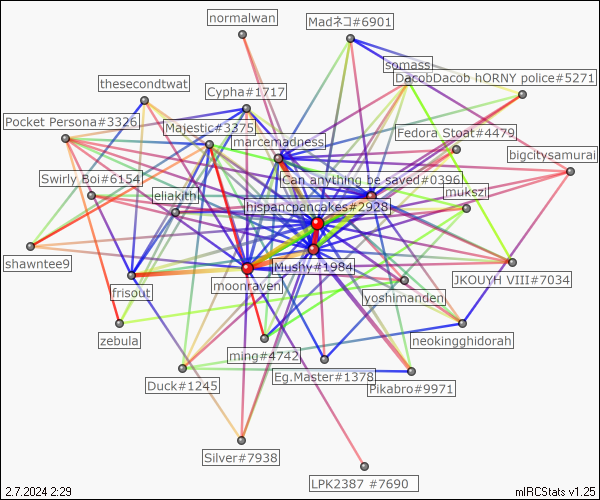 normalwan
Madネコ#6901
somass
DacobDacob hORNY police#5271
thesecondtwat
Cypha#1717
Pocket Persona#3326
Majestic#3375
marcemadness
Fedora Stoat#4479
bigcitysamurai
Swirly Boi#6154
Can anything be saved#0396
eliakithl
mukszi
hispancpancakes#2928
shawntee9
Mushy#1984
JKOUYH VIII#7034
frisout
moonraven
yoshimanden
zebula
neokingghidorah
ming#4742
Eg.Master#1378
Duck#1245
Pikabro#9971
Silver#7938
LPK2387 #7690
2.7.2024 2:29
mIRCStats v1.25